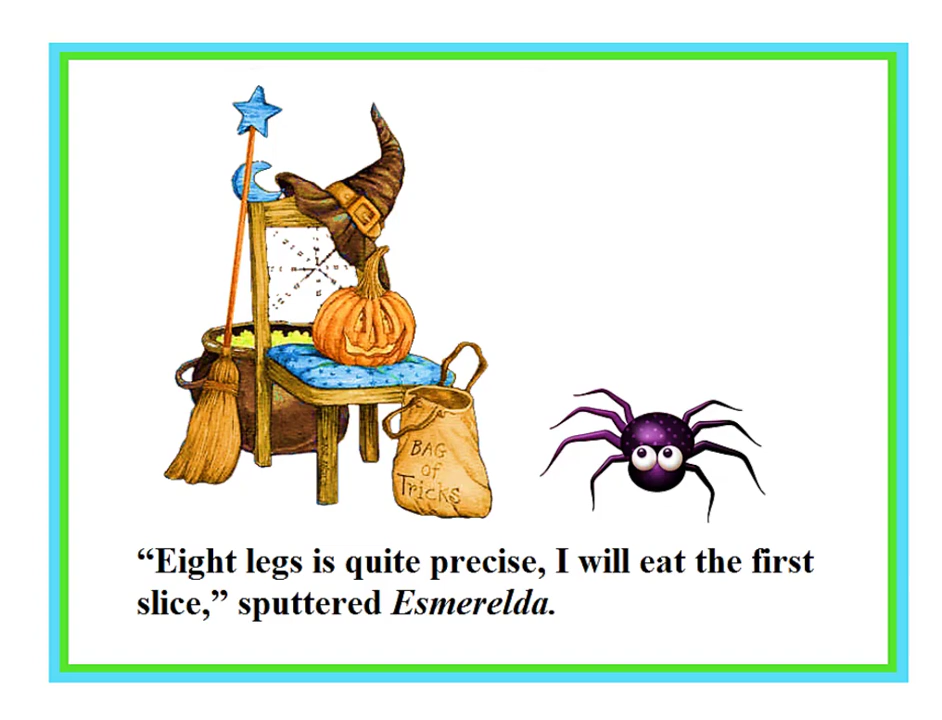 BAG
of
Tricks
“Eight legs is quite precise, I will eat the first
slice,” sputtered Esmerelda.